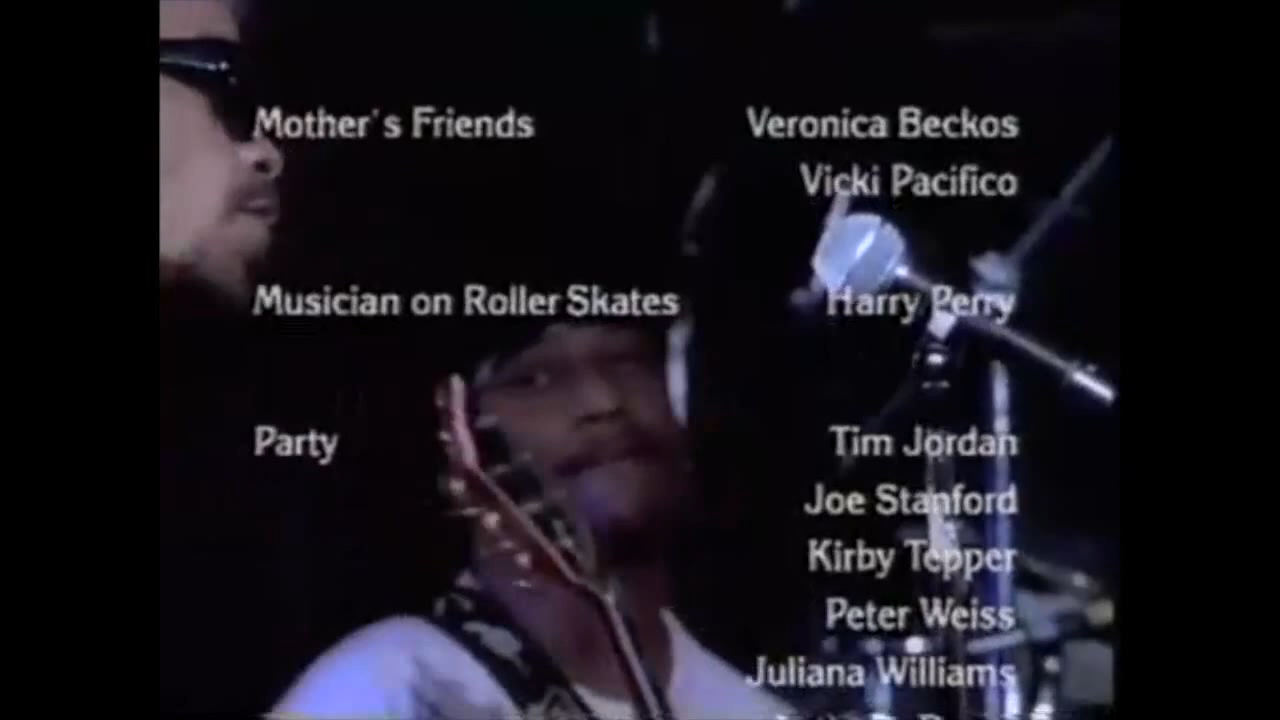 Mother's Friends Veronica Beckos
Vicki Pacifico
Musician on Roller Skates Harry Perry
Party Tim Jordan
Joe Stanford
Kirby Tepper
Peter Weiss
Juliana Williams